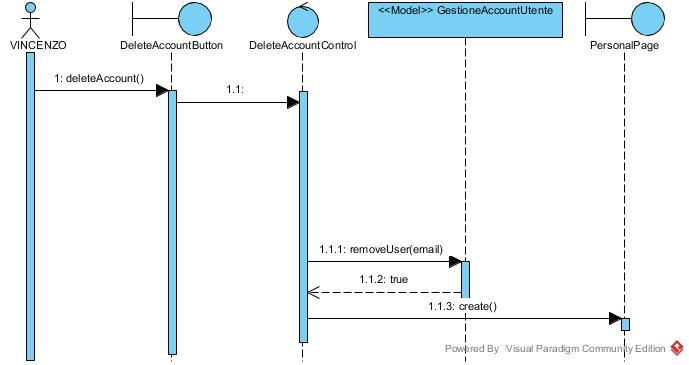 <<Model>> GestioneAccountUtente
VINCENZO
DeleteAccountButton
DeleteAccountControl
PersonalPage
1: deleteAccount()
1.1:
1.1.1: removeUser(email)
1.1.2: true
1.1.3: create()
Powered By Visual Paradigm Community Edition